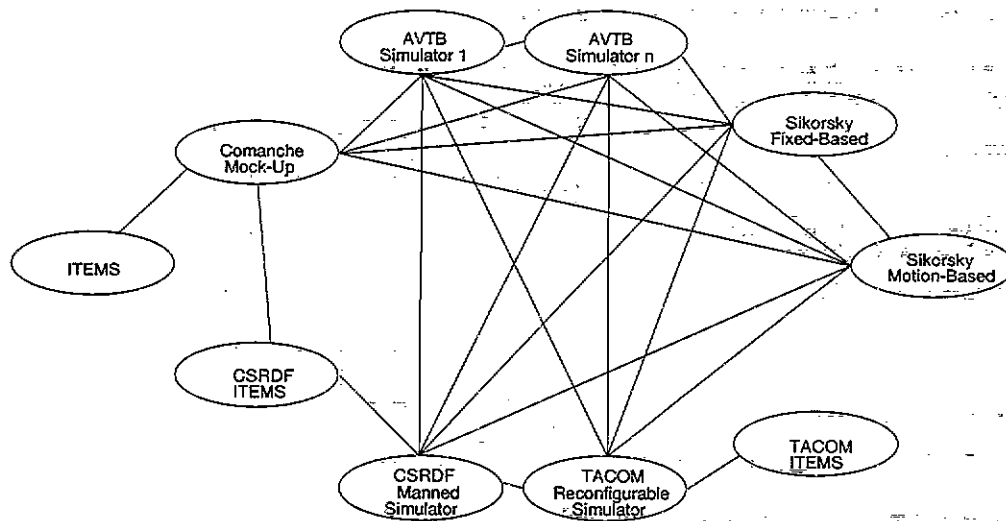 AVTB
Simulator 1
AVTB
Simulator n
Comanche
Mock-Up
Sikorsky
Fixed-Based
ITEMS
Sikorsky
Motion-Based
CSRDF
ITEMS
TACOM
ITEMS
CSRDF
Manned
Simulator
TACOM
Reconfigurable
Simulator